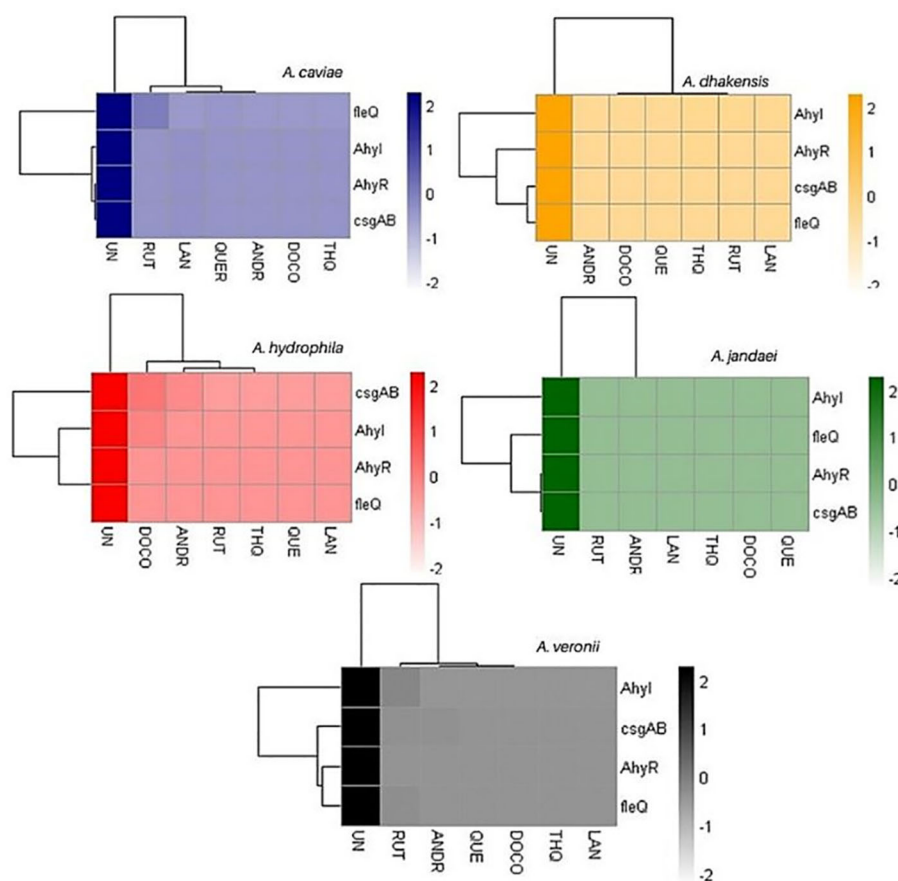 A. caviae
fleQ
AhyI
AhyR
csgAB
2
1
0
-1
-2
UN
RUT
LAN
QUER
ANDR
DOCO
THQ
A. dhakensis
AhyI
AhyR
csgAB
fleQ
2
1
0
-1
-2
UN
ANDR
DOCO
QUE
THQ
RUT
LAN
A. hydrophila
csgAB
AhyI
AhyR
fleQ
2
1
0
-1
-2
UN
DOCO
ANDR
RUT
THQ
QUE
LAN
A. jandaei
AhyI
fleQ
AhyR
csgAB
2
1
0
-1
-2
UN
RUT
ANDR
LAN
THQ
DOCO
QUE
A. veronii
AhyI
csgAB
AhyR
fleQ
2
1
0
-1
-2
UN
RUT
ANDR
QUE
DOCO
THQ
LAN